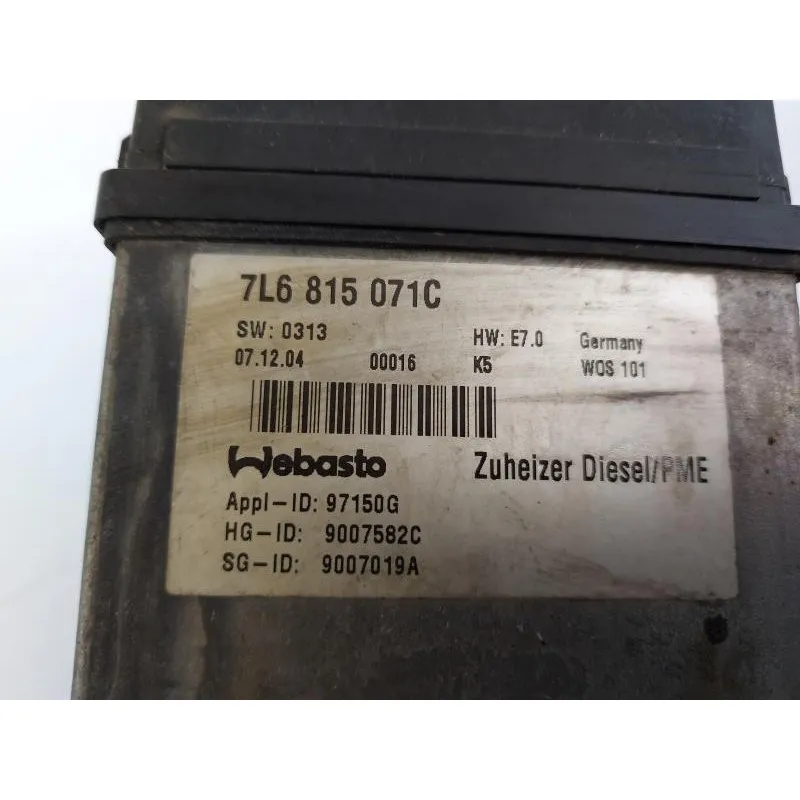 7L6 815 071C
SW: 0313 HW: E7.0 Germany
07.12.04 00016 K5 WOS 101
Webasto Zuheizer Diesel/PME
Appl-ID: 97150G
HG-ID: 9007582C
SG-ID: 9007019A